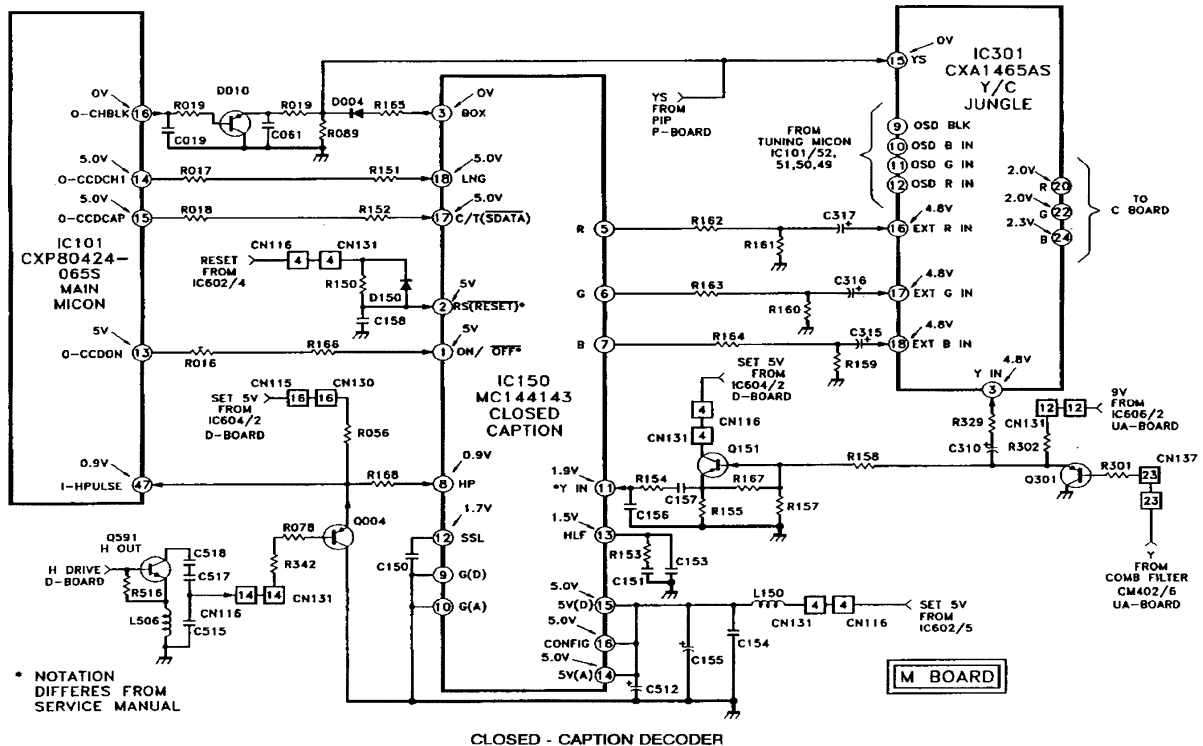 IC101
CXP80424-
065S
MAIN
MICON
0V
16
O-CHBLK
5.0V
14
O-CCDCH1
5.0V
15
O-CCDCAP
5V
13
O-CCDON
0.9V
47
I-HPULSE
R019
D010
R019
D004
R165
C019
C061
R089
R017
R151
R018
R152
RESET
FROM
IC602/4
CN116
4
CN131
4
R150
D150
C158
R016
R166
SET 5V
FROM
IC604/2
D-BOARD
CN115
16
CN130
16
R056
R168
H DRIVE
D-BOARD
Q591
H OUT
R516
L506
C518
C517
C515
CN116
14
14
CN131
R342
R078
Q004
C150
0V
3
BOX
5.0V
18
LNG
5.0V
17
C/T(SDATA)
5V
2
RS(RESET)*
5V
1
ON/ OFF*
IC150
MC144143
CLOSED
CAPTION
0.9V
8
HP
1.7V
12
SSL
9
G(D)
10
G(A)
R
5
G
6
B
7
1.9V
*Y IN
11
1.5V
HLF
13
5.0V
5V(D)
15
5.0V
CONFIG
16
5.0V
5V(A)
14
YS
FROM
PIP
P-BOARD
FROM
TUNING MICON
IC101/52,
51,50,49
R162
R161
C317
R163
R160
C316
R164
R159
C315
SET 5V
FROM
IC604/2
D-BOARD
4
CN116
CN131
4
Q151
R154
C156
C157
R167
R155
R157
R158
R153
C151
C153
L150
4
CN131
4
CN116
SET 5V
FROM
IC602/5
C154
C155
C512
IC301
CXA1465AS
Y/C
JUNGLE
0V
15
YS
9
OSD BLK
10
OSD B IN
11
OSD G IN
12
OSD R IN
4.8V
16
EXT R IN
4.8V
17
EXT G IN
4.8V
18
EXT B IN
2.0V
R
20
2.0V
G
22
2.3V
B
24
TO
C BOARD
Y IN
3
4.8V
R329
C310
12
12
CN131
R302
9V
FROM
IC606/2
UA-BOARD
Q301
R301
CN137
23
23
Y
FROM
COMB FILTER
CM402/6
UA-BOARD
M BOARD
* NOTATION
DIFFERES FROM
SERVICE MANUAL
CLOSED - CAPTION DECODER